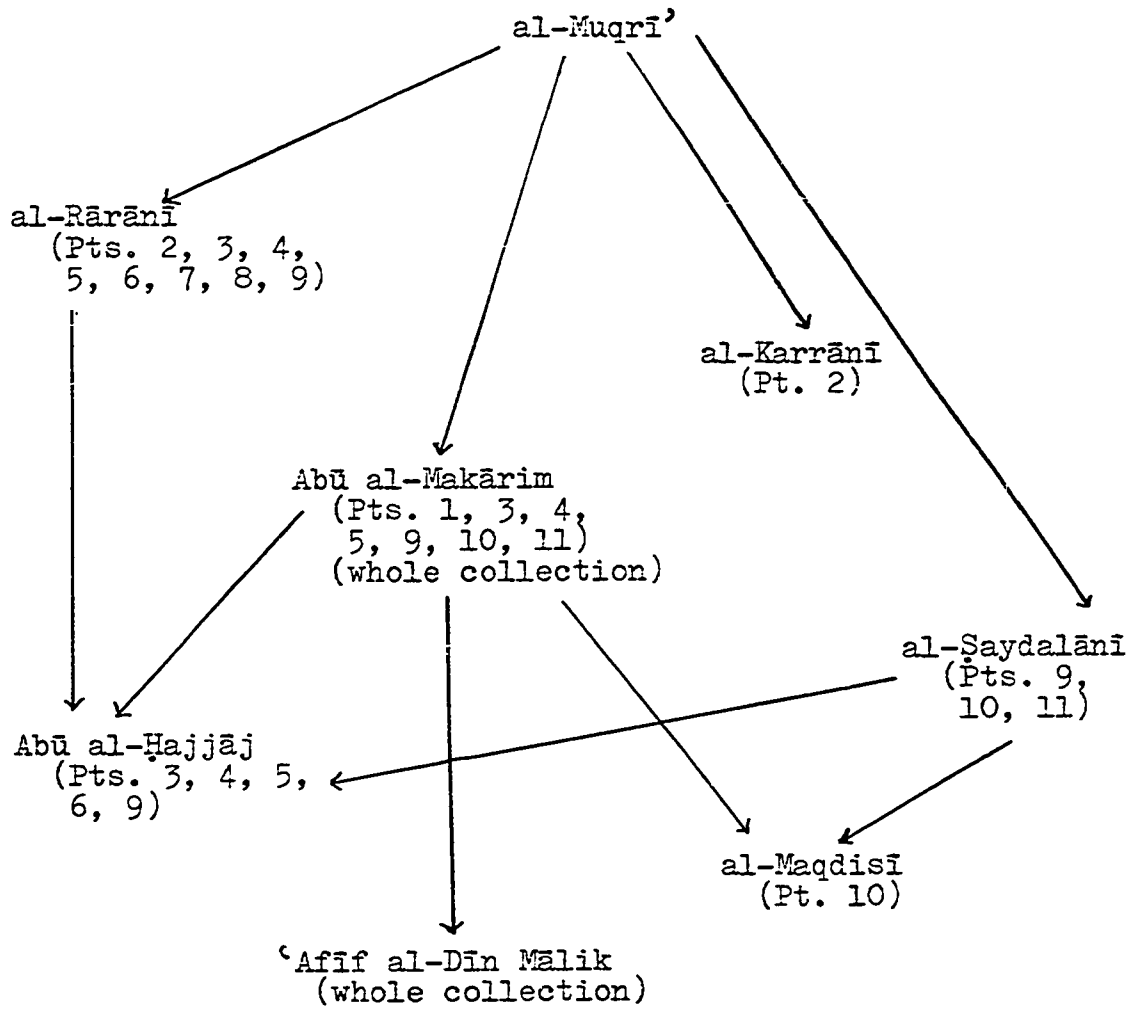 al-Muqrī’
al-Rārānī
(Pts. 2, 3, 4,
5, 6, 7, 8, 9)
al-Karrānī
(Pt. 2)
Abū al-Makārim
(Pts. 1, 3, 4,
5, 9, 10, 11)
(whole collection)
al-Ṣaydalānī
(Pts. 9,
10, 11)
Abū al-Ḥajjāj
(Pts. 3, 4, 5,
6, 9)
al-Maqdisī
(Pt. 10)
‘Afīf al-Dīn Mālik
(whole collection)